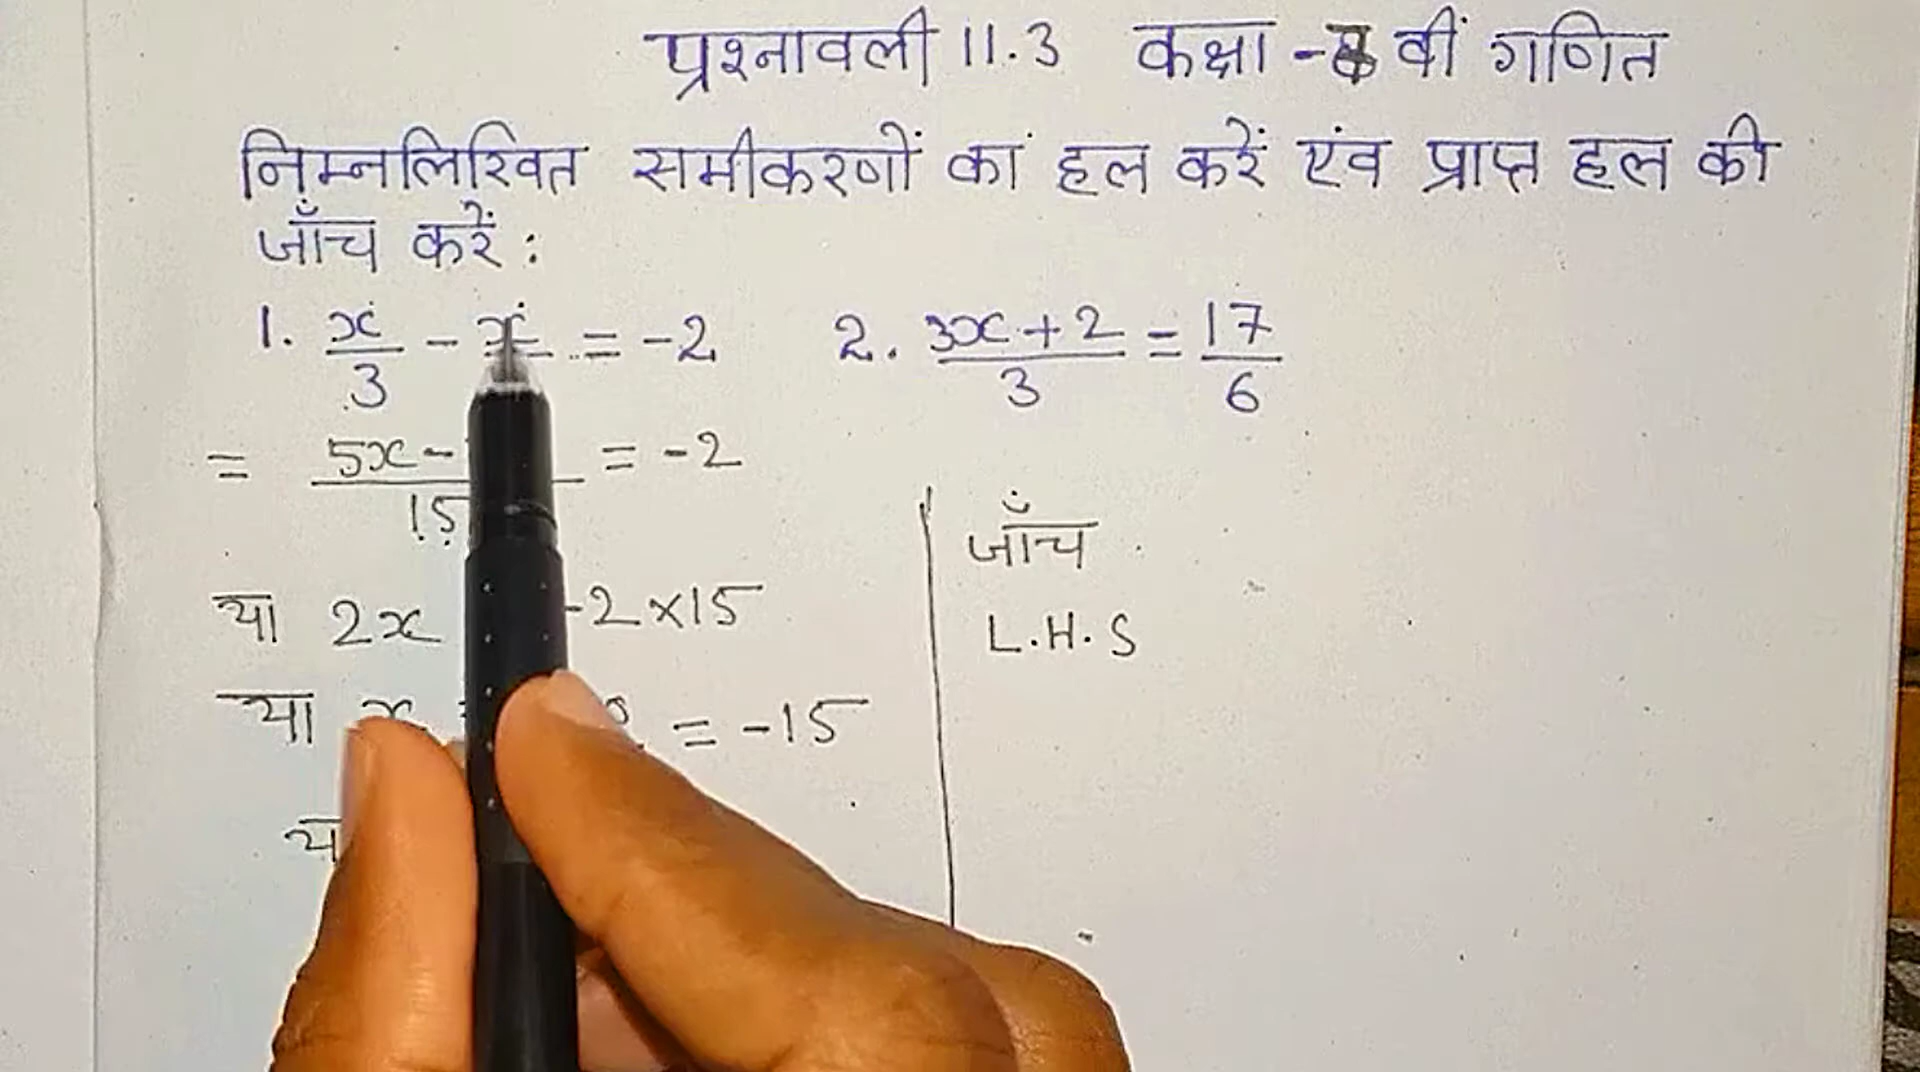 प्रश्नावली 11.3 कक्षा - वीं गणित
निम्नलिखित समीकरणों का हल करें एंव प्राप्त हल की
जाँच करें:
1. x/3 - x = -2 2. 3x+2/3 = 17/6
= 5x- /15 = -2
या 2x -2×15
या x = -15
जाँच
L.H.S